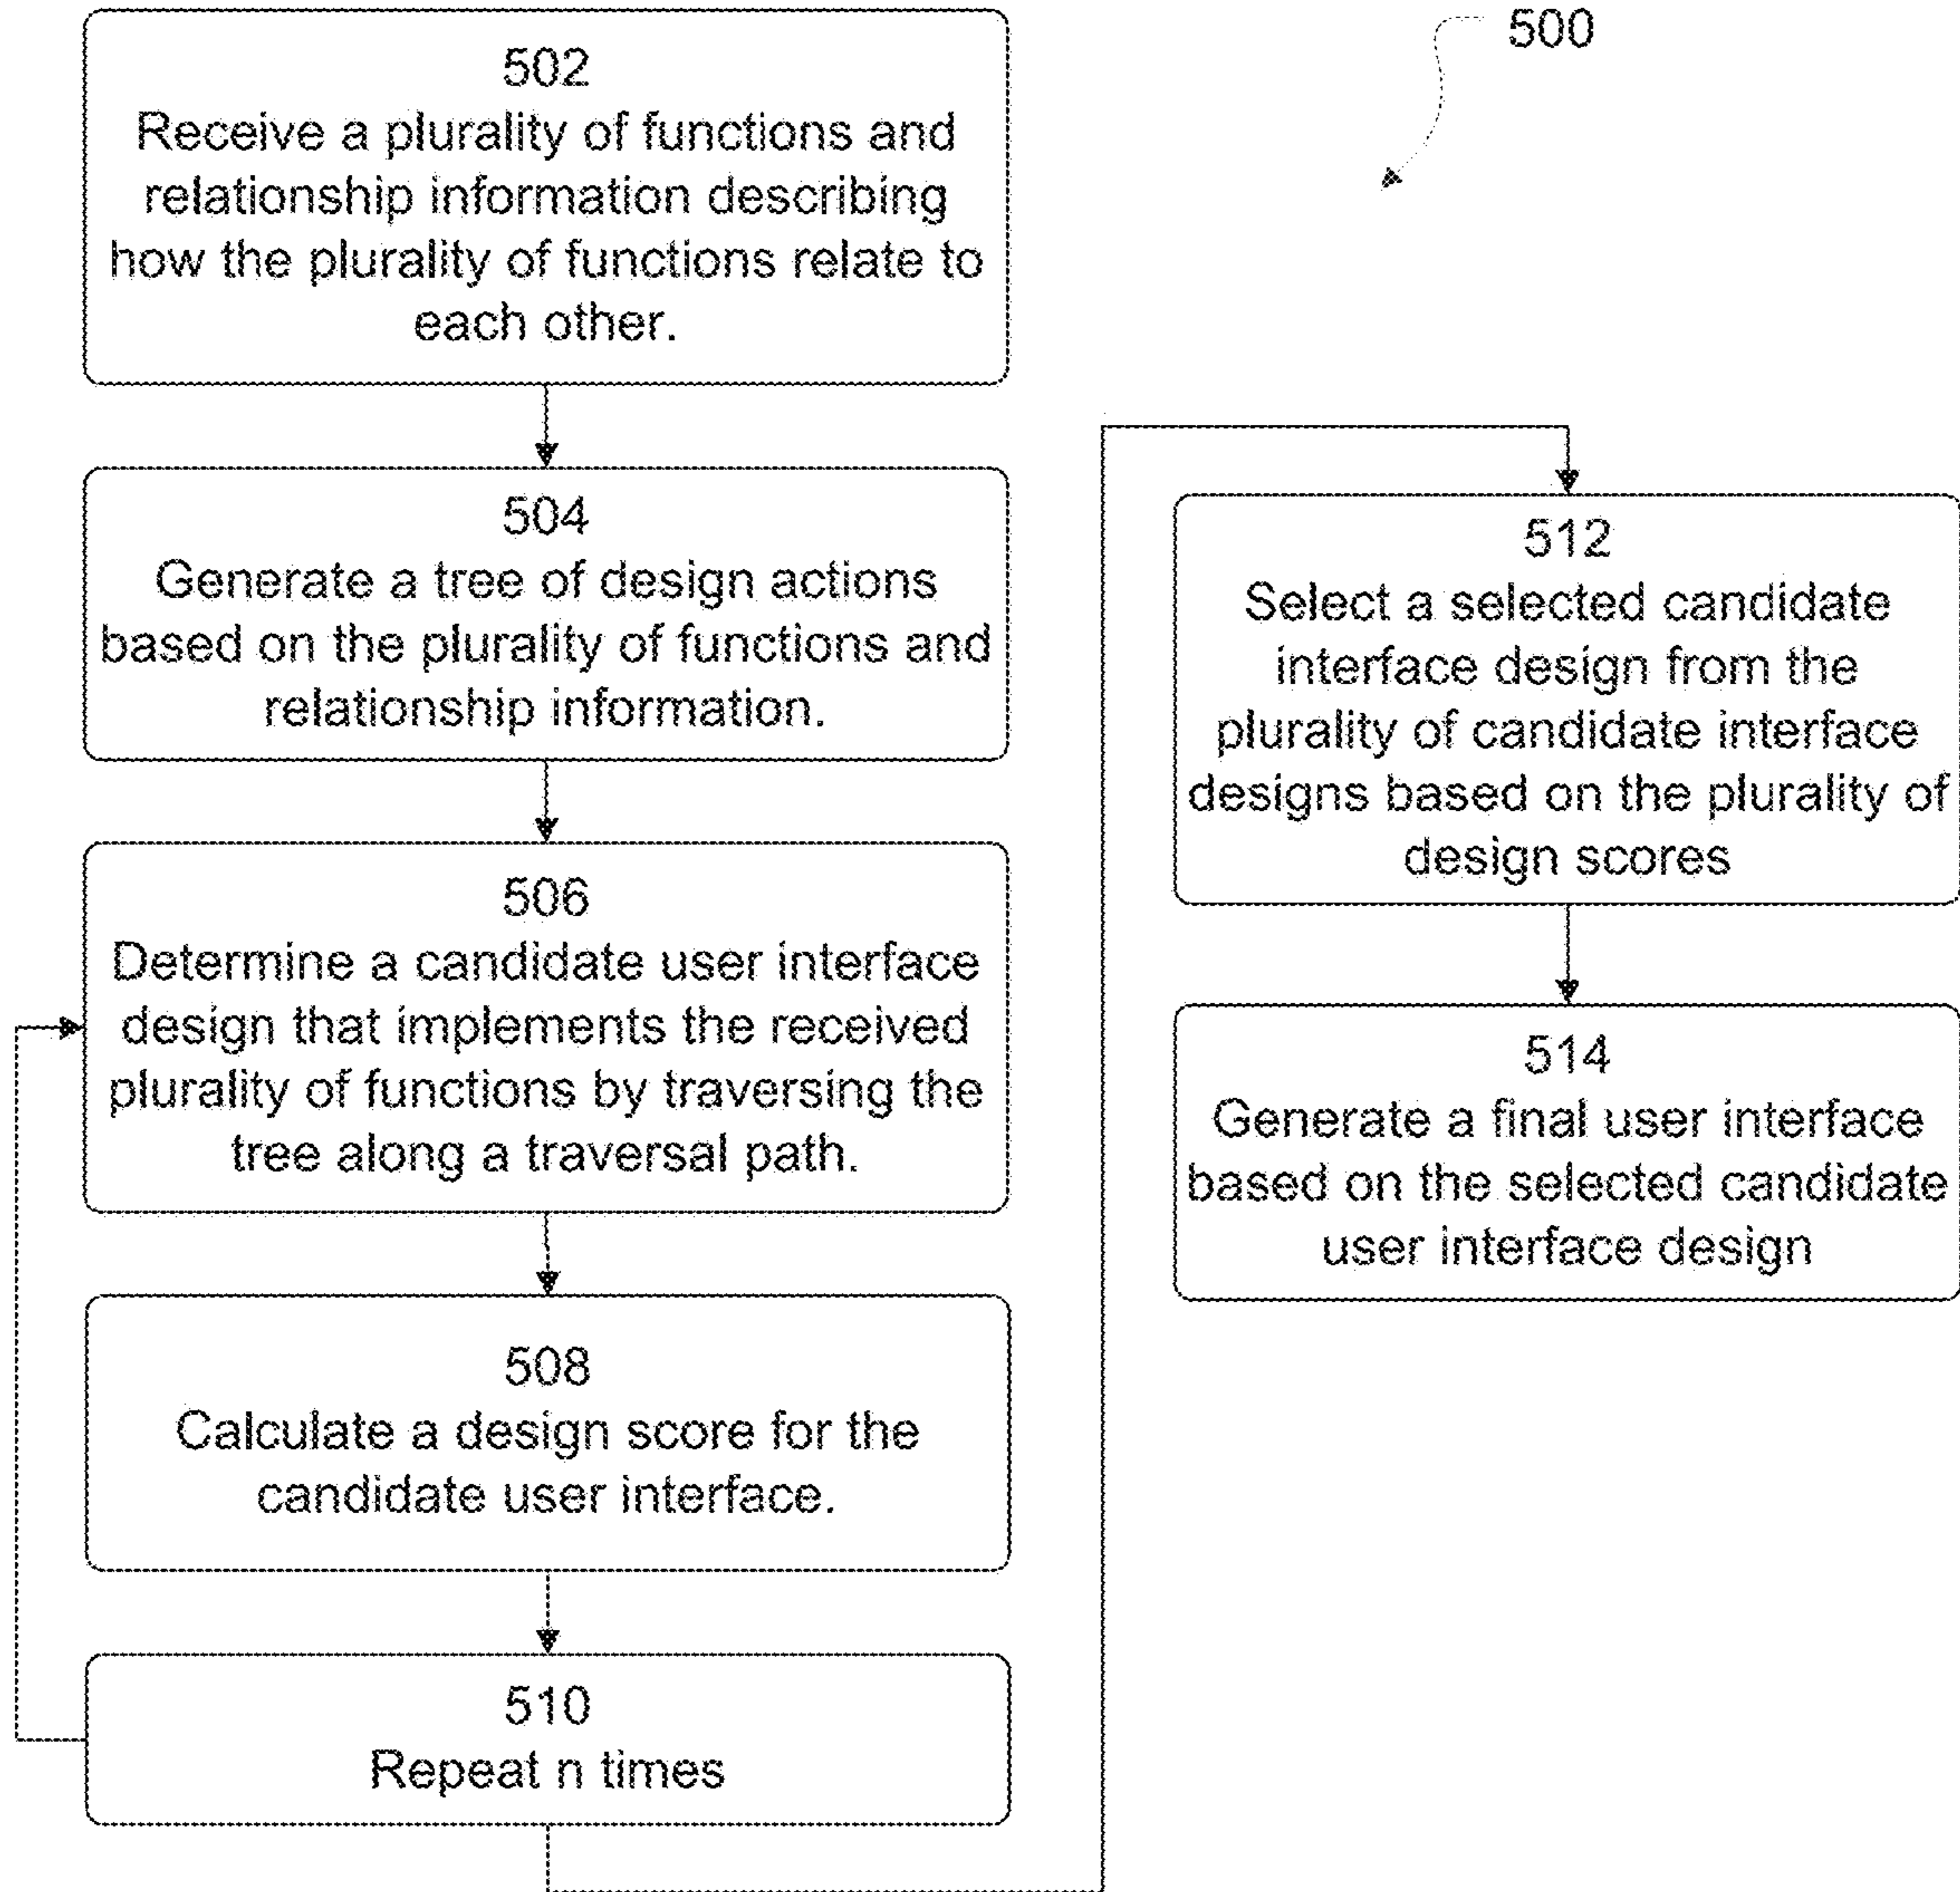 500
502
Receive a plurality of functions and
relationship information describing
how the plurality of functions relate to
each other.
504
Generate a tree of design actions
based on the plurality of functions and
relationship information.
506
Determine a candidate user interface
design that implements the received
plurality of functions by traversing the
tree along a traversal path.
508
Calculate a design score for the
candidate user interface.
510
Repeat n times
512
Select a selected candidate
interface design from the
plurality of candidate interface
designs based on the plurality of
design scores
514
Generate a final user interface
based on the selected candidate
user interface design